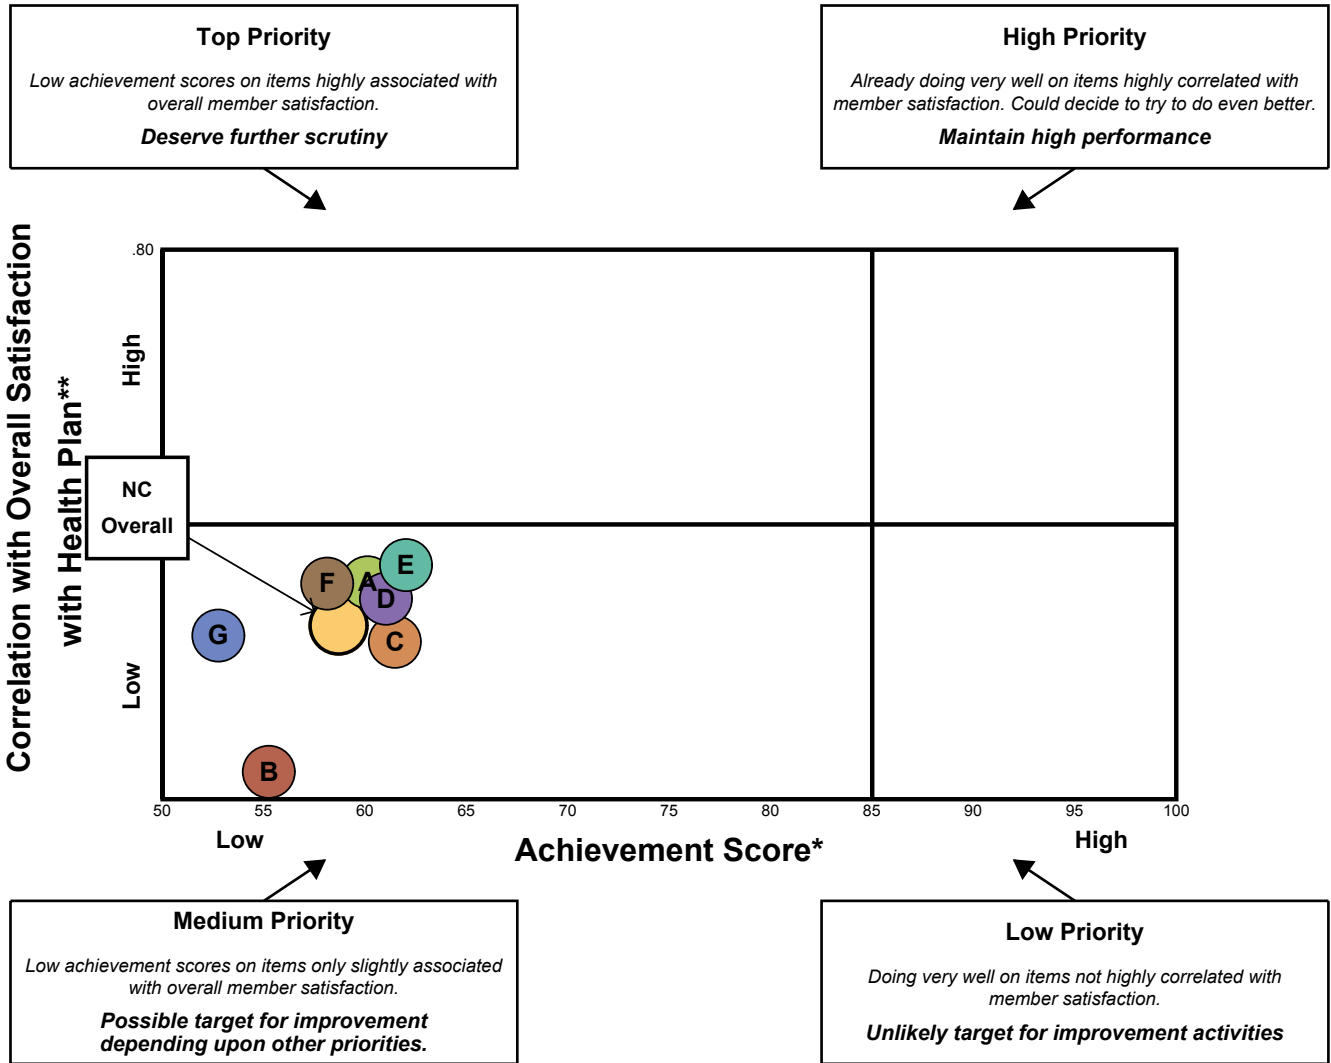 Top Priority
Low achievement scores on items highly associated with
overall member satisfaction.
Deserve further scrutiny
High Priority
Already doing very well on items highly correlated with
member satisfaction. Could decide to try to do even better.
Maintain high performance
Correlation with Overall Satisfaction
with Health Plan**
.80
High
Low
NC
Overall
F
A
E
D
G
C
B
50
55
60
65
70
75
80
85
90
95
100
Low
Achievement Score*
High
Medium Priority
Low achievement scores on items only slightly associated
with overall member satisfaction.
Possible target for improvement
depending upon other priorities.
Low Priority
Doing very well on items not highly correlated with
member satisfaction.
Unlikely target for improvement activities